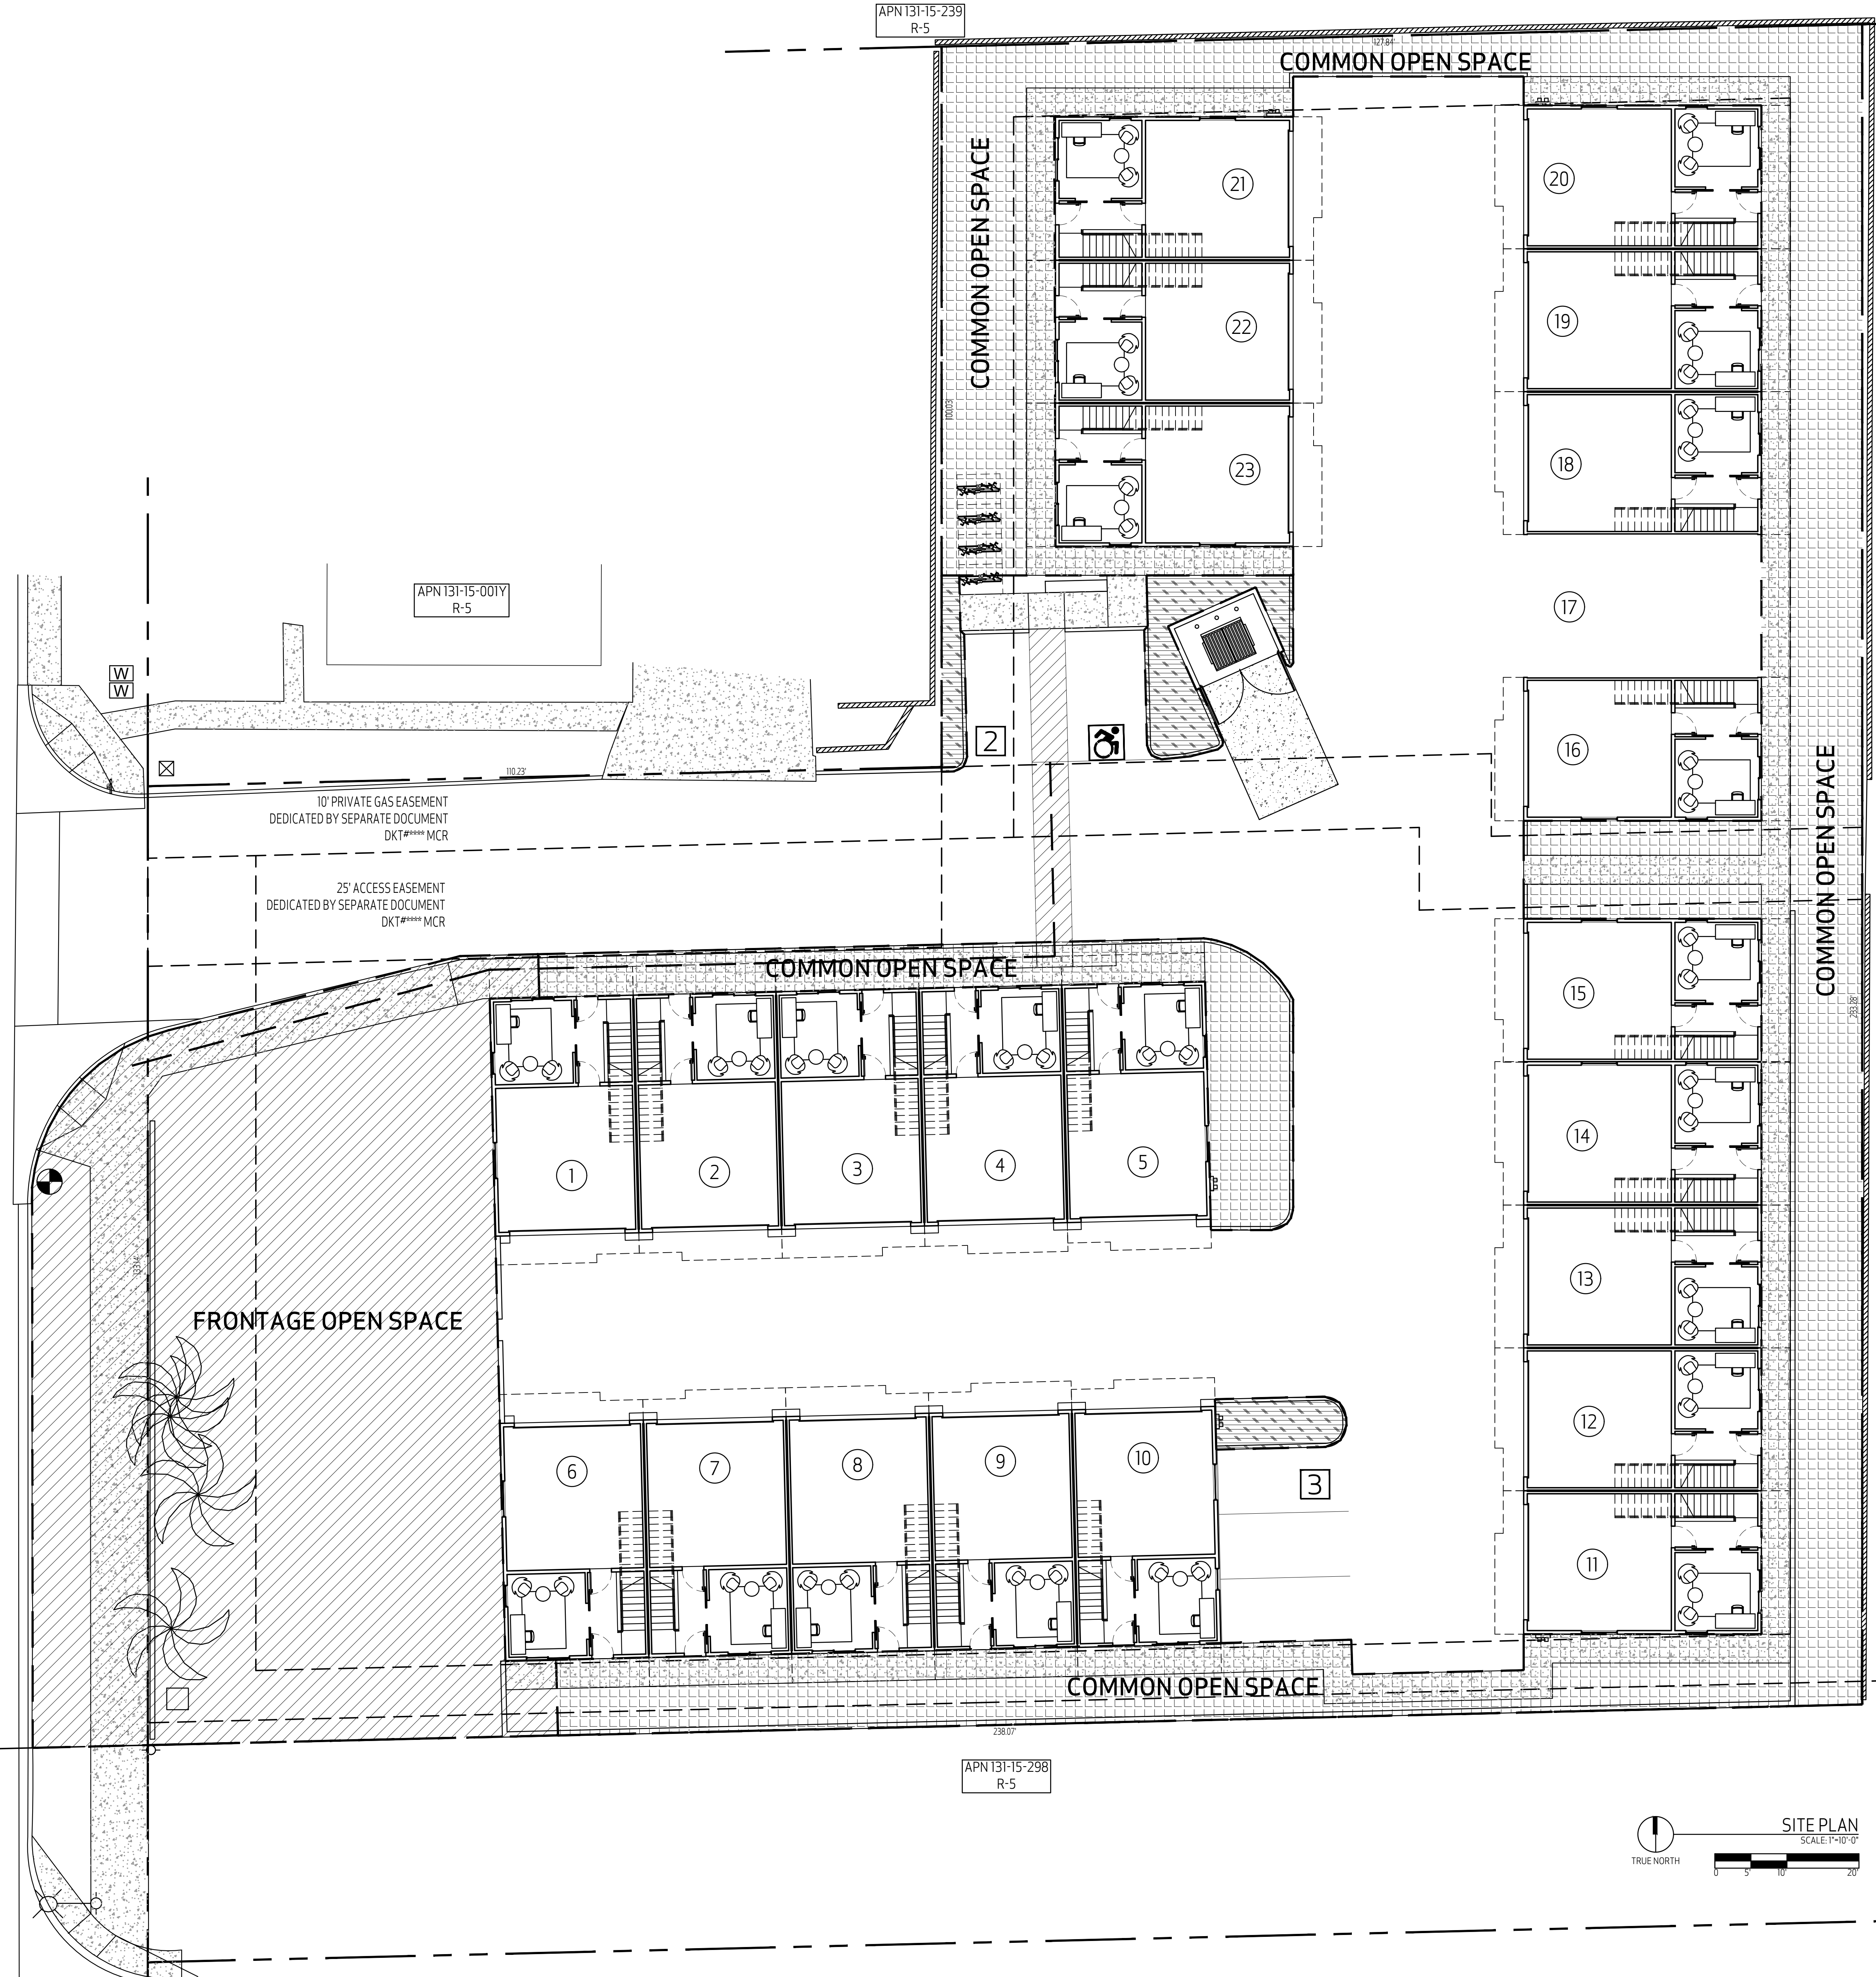 APN 131-15-239
R-5
127.84'
COMMON OPEN SPACE
COMMON OPEN SPACE
100.03'
21
20
22
19
23
18
17
APN 131-15-001Y
R-5
W
W
2
16
110.23'
10' PRIVATE GAS EASEMENT
DEDICATED BY SEPARATE DOCUMENT
DKT#**** MCR
25' ACCESS EASEMENT
DEDICATED BY SEPARATE DOCUMENT
DKT#**** MCR
COMMON OPEN SPACE
COMMON OPEN SPACE
15
1
2
3
4
5
14
13
FRONTAGE OPEN SPACE
12
6
7
8
9
10
3
11
COMMON OPEN SPACE
238.07'
APN 131-15-298
R-5
SITE PLAN
SCALE: 1"=10'-0"
TRUE NORTH
0 5' 10' 20'